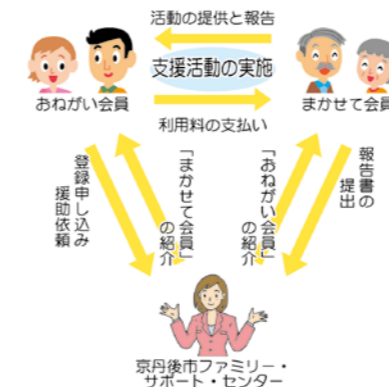 活動の提供と報告
支援活動の実施
おねがい会員
まかせて会員
利用料の支払い
登録申し込み
援助依頼
「まかせて会員」
の紹介
「おねがい会員」
の紹介
報告書の
提出
京丹後市ファミリー・
サポート・センター